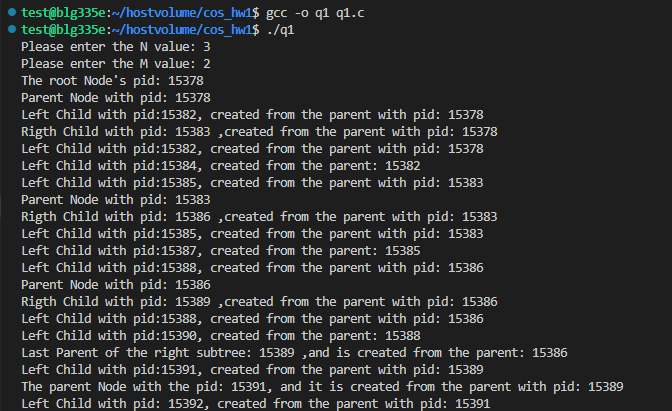 test@blg335e:~/hostvolume/cos_hw1$ gcc -o q1 q1.c
test@blg335e:~/hostvolume/cos_hw1$ ./q1
Please enter the N value: 3
Please enter the M value: 2
The root Node's pid: 15378
Parent Node with pid: 15378
Left Child with pid:15382, created from the parent with pid: 15378
Rigth Child with pid: 15383 ,created from the parent with pid: 15378
Left Child with pid:15382, created from the parent with pid: 15378
Left Child with pid:15384, created from the parent: 15382
Left Child with pid:15385, created from the parent with pid: 15383
Parent Node with pid: 15383
Rigth Child with pid: 15386 ,created from the parent with pid: 15383
Left Child with pid:15385, created from the parent with pid: 15383
Left Child with pid:15387, created from the parent: 15385
Left Child with pid:15388, created from the parent with pid: 15386
Parent Node with pid: 15386
Rigth Child with pid: 15389 ,created from the parent with pid: 15386
Left Child with pid:15388, created from the parent with pid: 15386
Left Child with pid:15390, created from the parent: 15388
Last Parent of the right subtree: 15389 ,and is created from the parent: 15386
Left Child with pid:15391, created from the parent with pid: 15389
The parent Node with the pid: 15391, and it is created from the parent with pid: 15389
Left Child with pid: 15392, created from the parent with pid: 15391